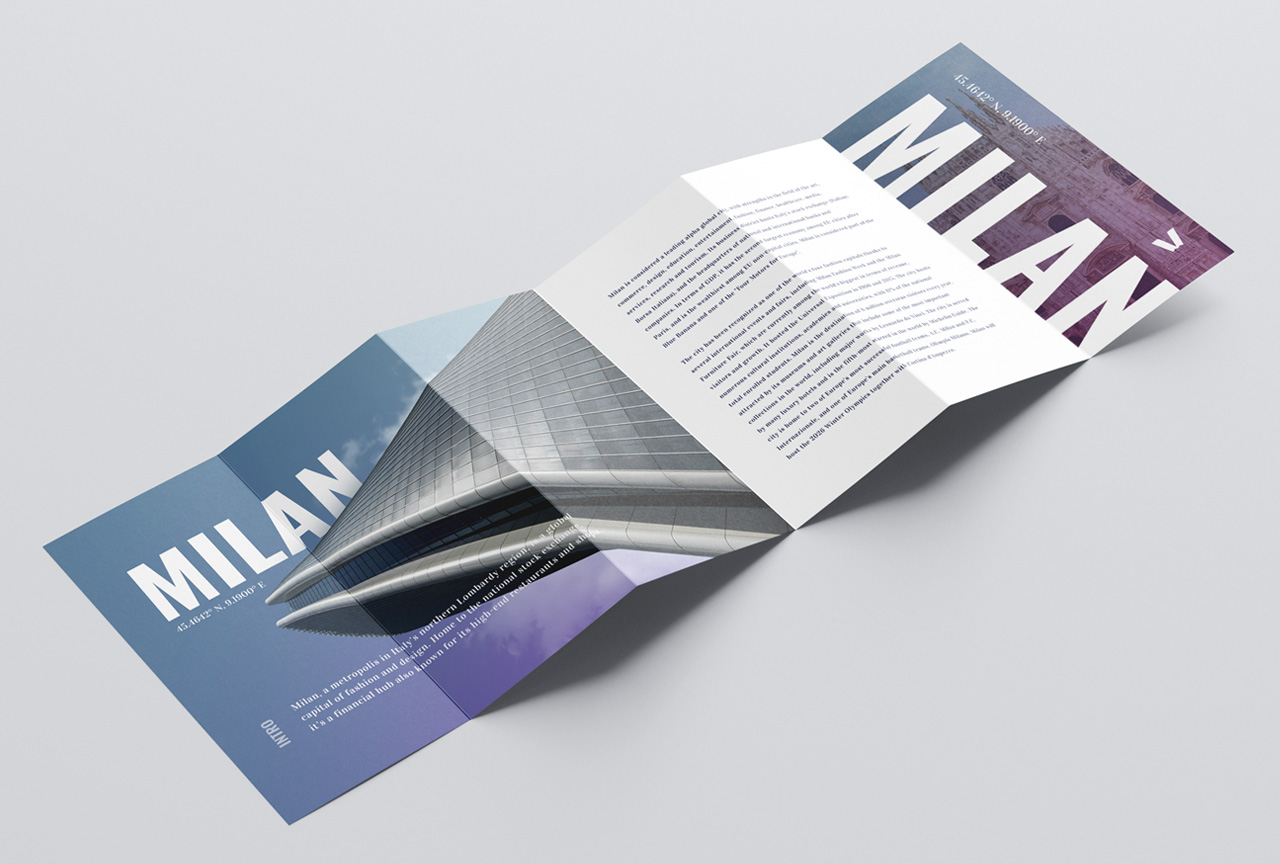 MILAN
45.4642° N, 9.1900° E
INTRO
Milan, a metropolis in Italy's northern Lombardy region, is a global
capital of fashion and design. Home to the national stock exchange,
it's a financial hub also known for its high-end restaurants and shops.
Milan is considered a leading alpha global city, with strengths in the field of the art,
commerce, design, education, entertainment, fashion, finance, healthcare, media,
services, research and tourism. Its business district hosts Italy's stock exchange (Italian:
Borsa Italiana), and the headquarters of national and international banks and
companies. In terms of GDP, it has the second-largest economy among EU cities after
Paris, and is the wealthiest among EU non-capital cities. Milan is considered part of the
Blue Banana and one of the "Four Motors for Europe".
The city has been recognized as one of the world's four fashion capitals thanks to
several international events and fairs, including Milan Fashion Week and the Milan
Furniture Fair, which are currently among the world's biggest in terms of revenue,
visitors and growth. It hosted the Universal Exposition in 1906 and 2015. The city hosts
numerous cultural institutions, academies and universities, with 11% of the national
total enrolled students. Milan is the destination of 8 million overseas visitors every year,
attracted by its museums and art galleries that include some of the most important
collections in the world, including major works by Leonardo da Vinci. The city is served
by many luxury hotels and is the fifth most starred in the world by Michelin Guide. The
city is home to two of Europe's most successful football teams, A.C. Milan and F.C.
Internazionale, and one of Europe's main basketball teams, Olimpia Milano. Milan will
host the 2026 Winter Olympics together with Cortina d'Ampezzo.
45.4642° N, 9.1900° E
MILAN